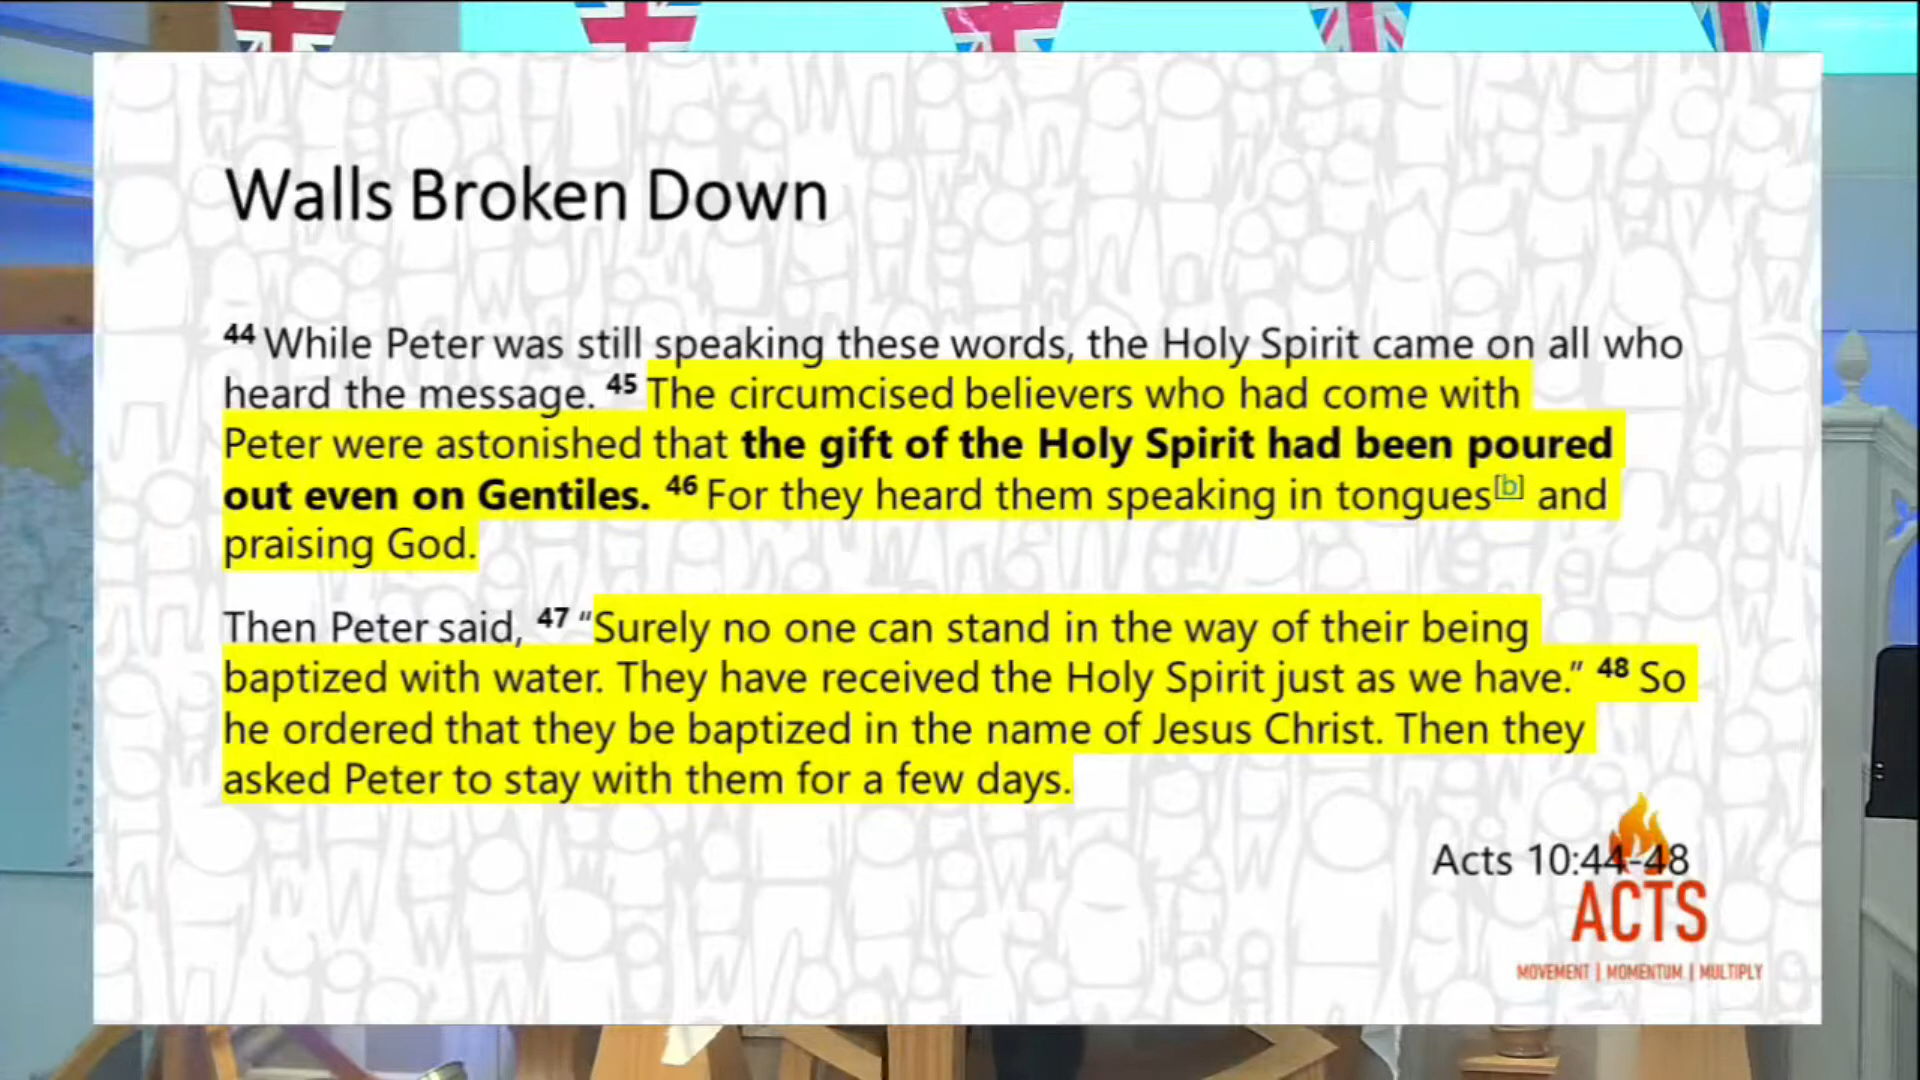 Walls Broken Down
44 While Peter was still speaking these words, the Holy Spirit came on all who
heard the message. 45 The circumcised believers who had come with
Peter were astonished that the gift of the Holy Spirit had been poured
out even on Gentiles. 46 For they heard them speaking in tongues[b] and
praising God.
Then Peter said, 47 “Surely no one can stand in the way of their being
baptized with water. They have received the Holy Spirit just as we have.” 48 So
he ordered that they be baptized in the name of Jesus Christ. Then they
asked Peter to stay with them for a few days.
Acts 10:44-48
ACTS
MOVEMENT | MOMENTUM | MULTIPLY